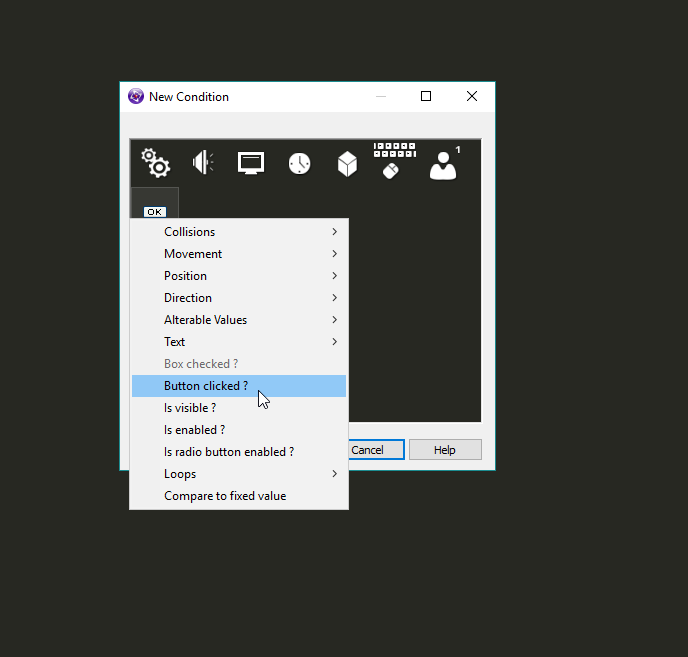 New Condition
1
OK
Collisions
Movement
Position
Direction
Alterable Values
Text
Box checked ?
Button clicked ?
Is visible ?
Is enabled ?
Is radio button enabled ?
Loops
Compare to fixed value
Cancel
Help